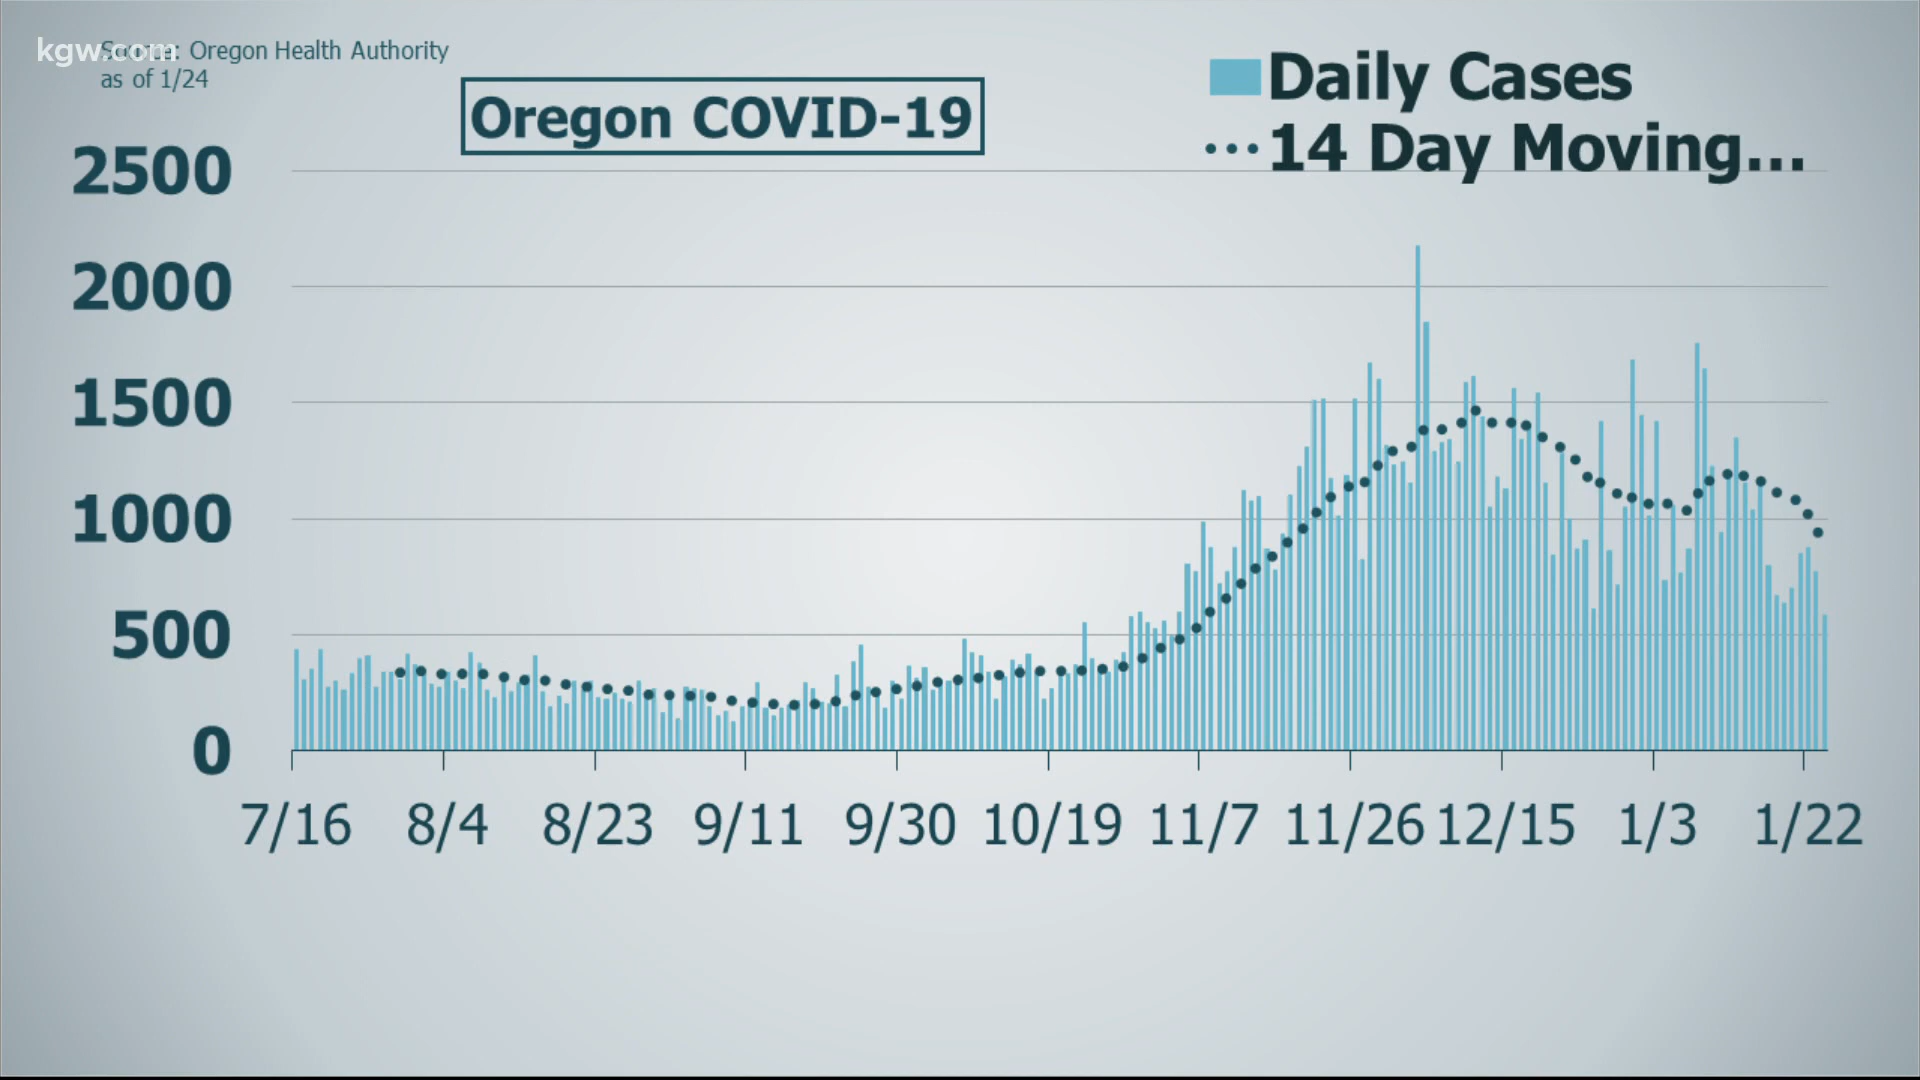 kgw.com
Source: Oregon Health Authority
as of 1/24
Oregon COVID-19
Daily Cases
14 Day Moving...
2500
2000
1500
1000
500
0
7/16 8/4 8/23 9/11 9/30 10/19 11/7 11/26 12/15 1/3 1/22